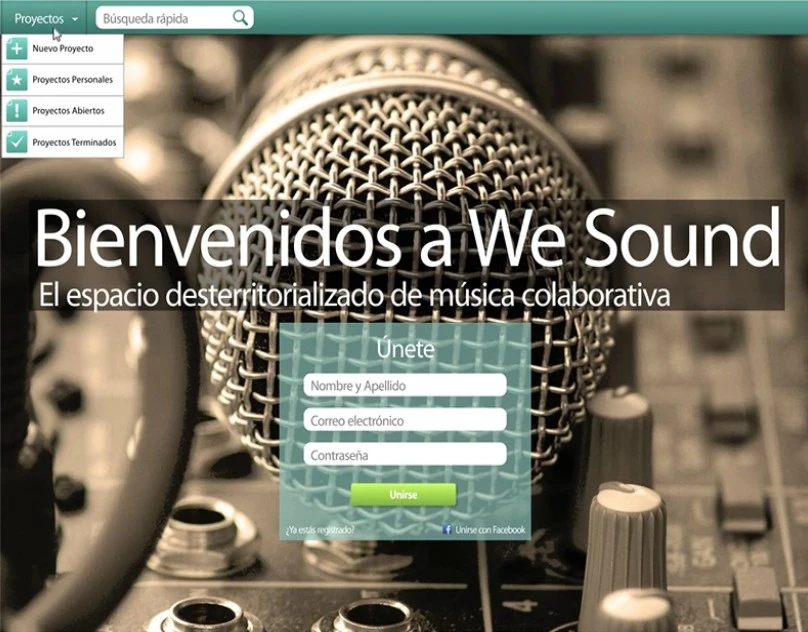 Proyectos
Búsqueda rápida
Nuevo Proyecto
Proyectos Personales
Proyectos Abiertos
Proyectos Terminados
Bienvenidos a We Sound
El espacio desterritorializado de música colaborativa
Únete
Nombre y Apellido
Correo electrónico
Contraseña
Unirse
¿Ya estás registrado?
Unirse con Facebook
4